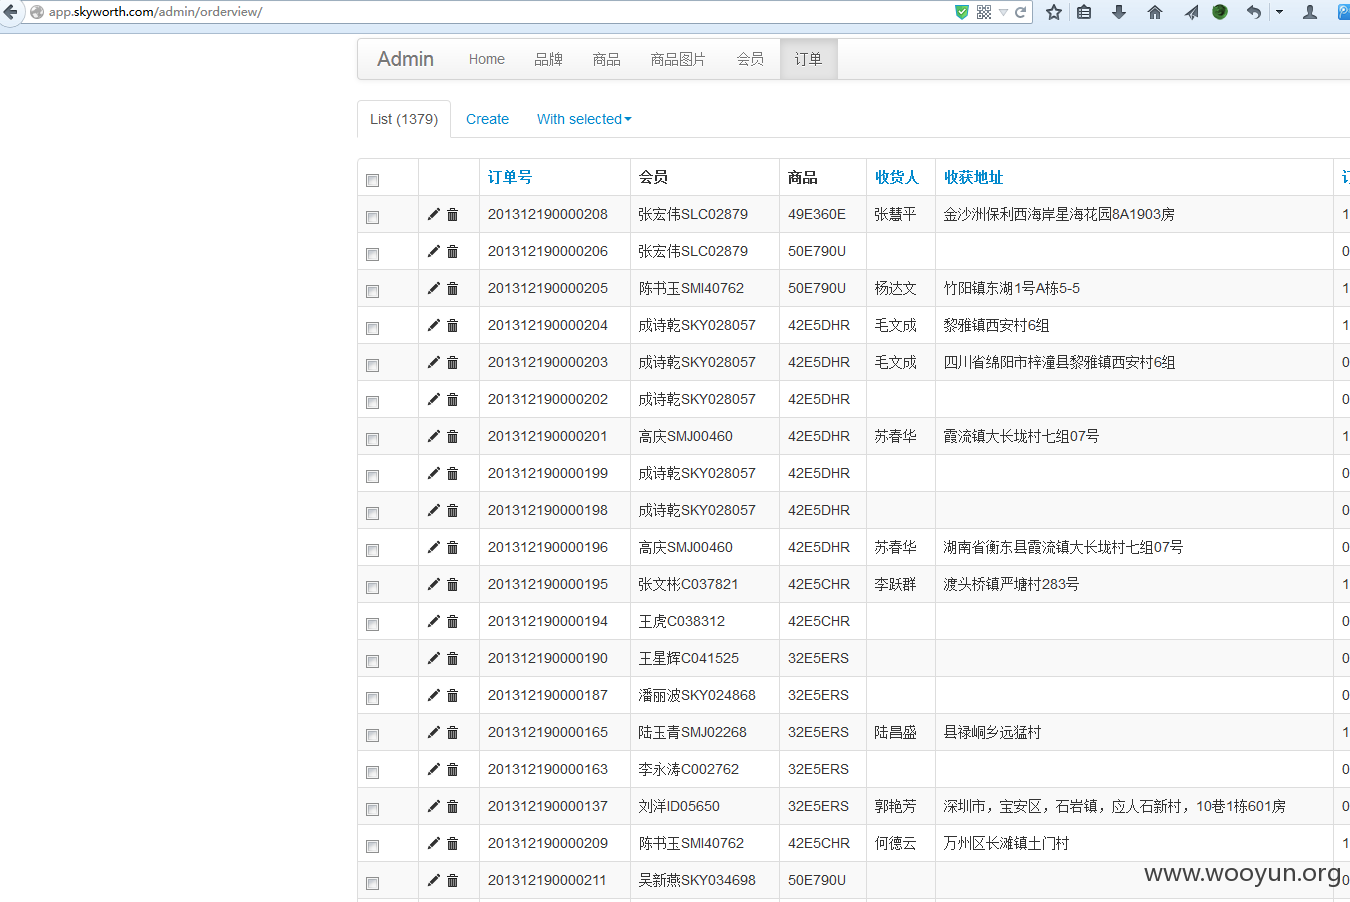 app.skyworth.com/admin/orderview/
Admin Home 品牌 商品 商品图片 会员 订单
List (1379) Create With selected
订单号 会员 商品 收货人 收获地址
201312190000208 张宏伟SLC02879 49E360E 张慧平 金沙洲保利西海岸星海花园8A1903房 1
201312190000206 张宏伟SLC02879 50E790U 0
201312190000205 陈书玉SMI40762 50E790U 杨达文 竹阳镇东湖1号A栋5-5 1
201312190000204 成诗乾SKY028057 42E5DHR 毛文成 黎雅镇西安村6组 1
201312190000203 成诗乾SKY028057 42E5DHR 毛文成 四川省绵阳市梓潼县黎雅镇西安村6组 0
201312190000202 成诗乾SKY028057 42E5DHR 0
201312190000201 高庆SMJ00460 42E5DHR 苏春华 霞流镇大长垅村七组07号 1
201312190000199 成诗乾SKY028057 42E5DHR 0
201312190000198 成诗乾SKY028057 42E5DHR 0
201312190000196 高庆SMJ00460 42E5DHR 苏春华 湖南省衡东县霞流镇大长垅村七组07号 0
201312190000195 张文彬C037821 42E5CHR 李跃群 渡头桥镇严塘村283号 1
201312190000194 王虎C038312 42E5CHR 0
201312190000190 王星辉C041525 32E5ERS 0
201312190000187 潘丽波SKY024868 32E5ERS 0
201312190000165 陆玉青SMJ02268 32E5ERS 陆昌盛 县禄峒乡远猛村 1
201312190000163 李永涛C002762 32E5ERS 0
201312190000137 刘洋ID05650 32E5ERS 郭艳芳 深圳市，宝安区，石岩镇，应人石新村，10巷1栋601房 0
201312190000209 陈书玉SMI40762 42E5CHR 何德云 万州区长滩镇土门村 1
201312190000211 吴新燕SKY034698 50E790U 0
www.wooyun.org